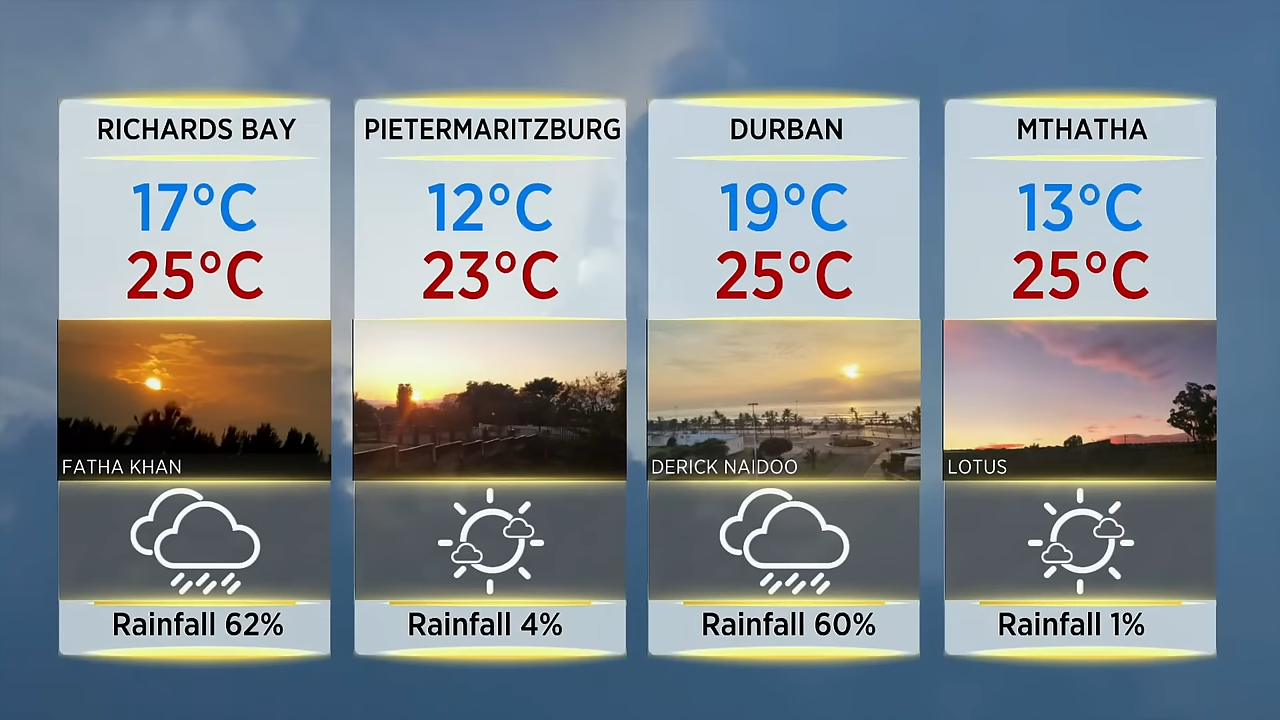 RICHARDS BAY
17°C
25°C
FATHA KHAN
Rainfall 62%
PIETERMARITZBURG
12°C
23°C
Rainfall 4%
DURBAN
19°C
25°C
DERICK NAIDOO
Rainfall 60%
MTHATHA
13°C
25°C
LOTUS
Rainfall 1%